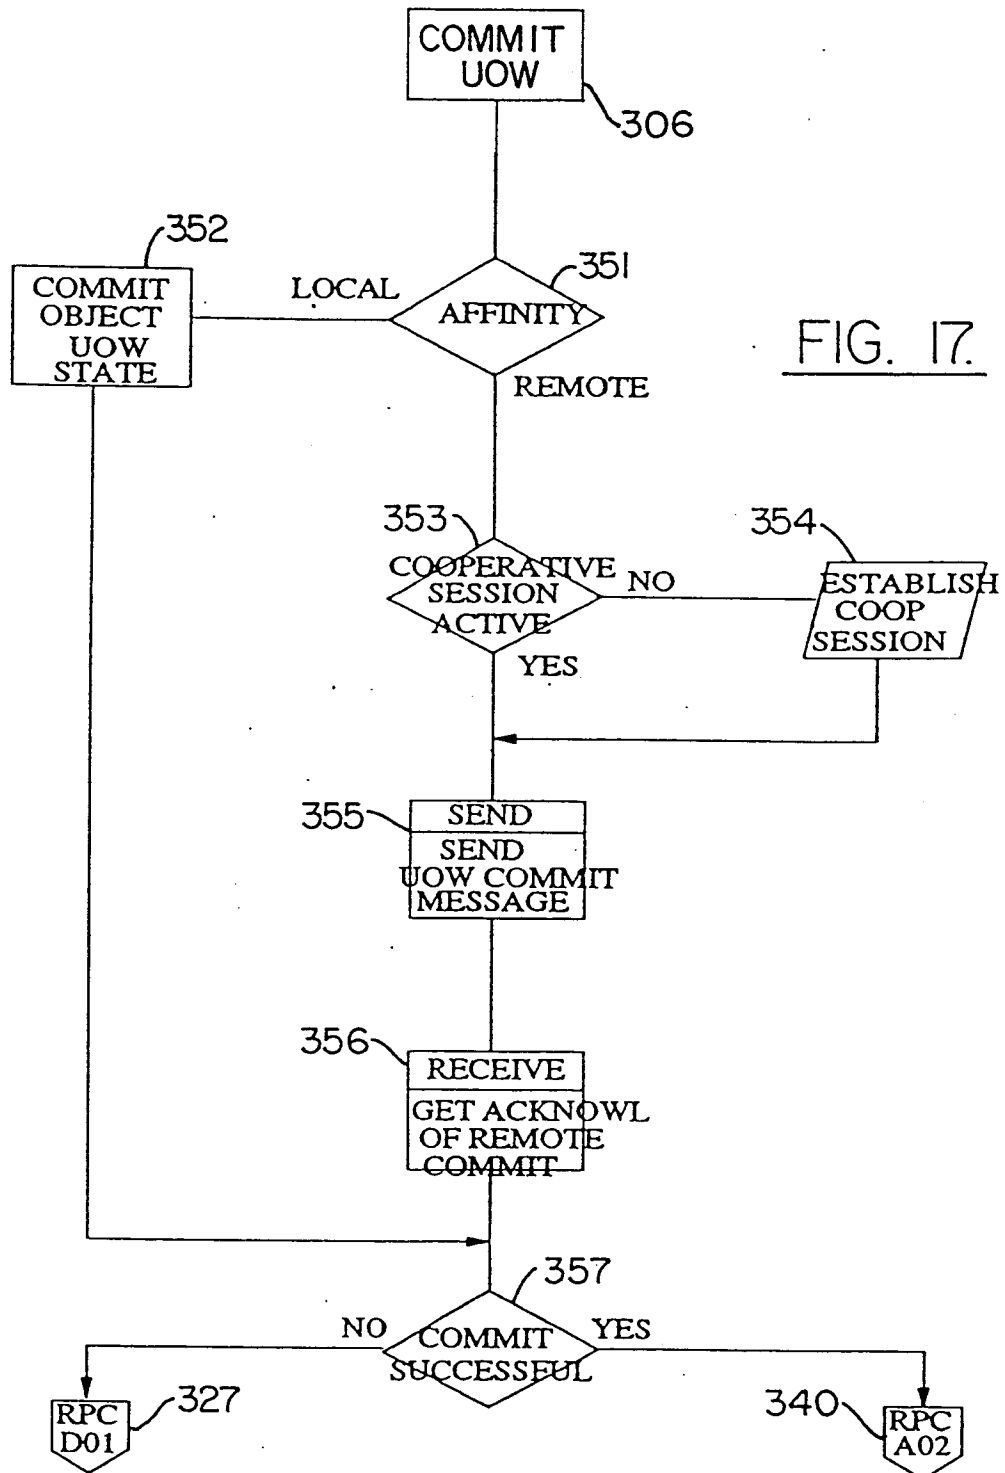 COMMIT
UOW
306
352
COMMIT
OBJECT
UOW
STATE
LOCAL
351
AFFINITY
FIG. 17.
REMOTE
353
COOPERATIVE
SESSION
ACTIVE
NO
354
ESTABLISH
COOP
SESSION
YES
355
SEND
SEND
UOW COMMIT
MESSAGE
356
RECEIVE
GET ACKNOWL
OF REMOTE
COMMIT
357
NO
COMMIT
SUCCESSFUL
YES
RPC
D01
327
340
RPC
A02